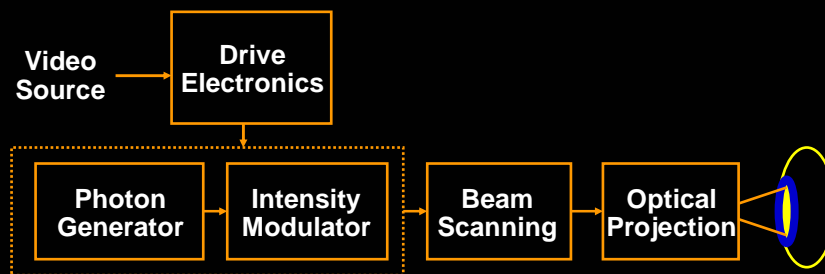 Video
Source
Drive
Electronics
Photon
Generator
Intensity
Modulator
Beam
Scanning
Optical
Projection